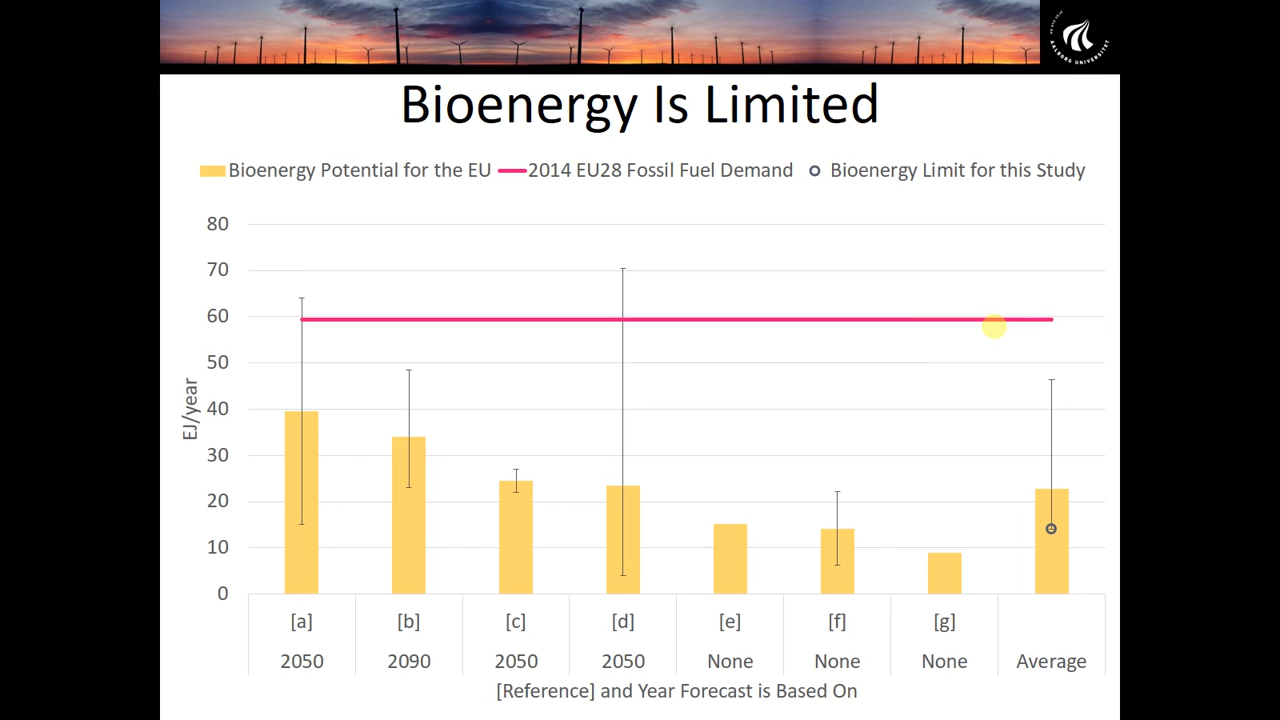 AALBORG UNIVERSITET
Bioenergy Is Limited
Bioenergy Potential for the EU 2014 EU28 Fossil Fuel Demand Bioenergy Limit for this Study
80
70
60
50
40
30
20
10
0
EJ/year
[a] [b] [c] [d] [e] [f] [g]
2050 2090 2050 2050 None None None Average
[Reference] and Year Forecast is Based On